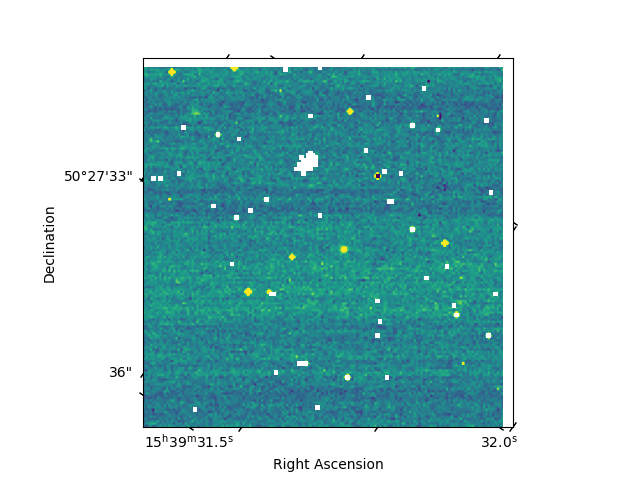 50°27'33"
Declination
36"
15ʰ39ᵐ31.5ˢ
32.0ˢ
Right Ascension